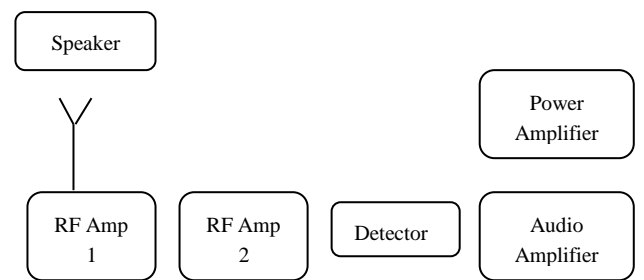 Speaker
Power
Amplifier
RF Amp
1
RF Amp
2
Detector
Audio
Amplifier